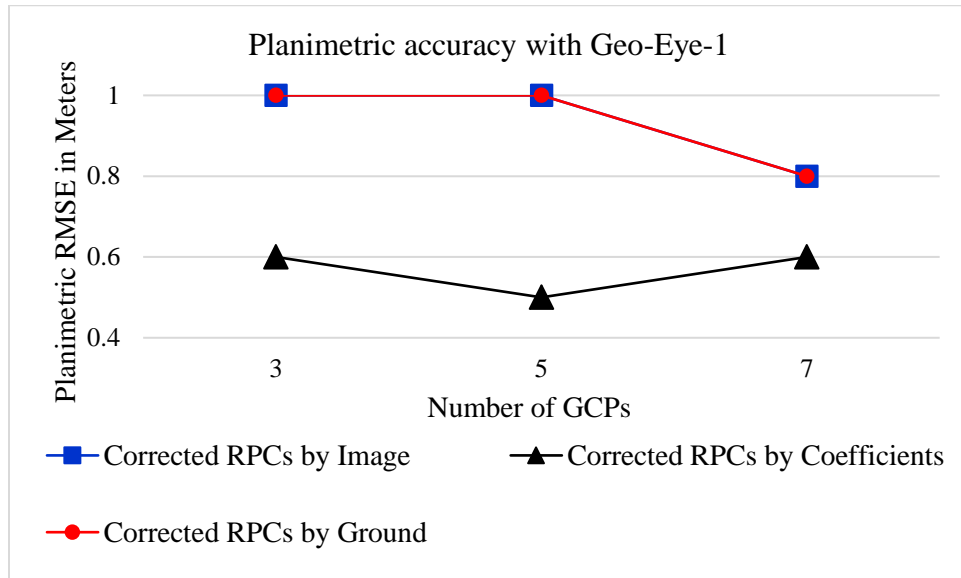 Planimetric accuracy with Geo-Eye-1
Planimetric RMSE in Meters
1
0.8
0.6
0.4
3 5 7
Number of GCPs
Corrected RPCs by Image Corrected RPCs by Coefficients
Corrected RPCs by Ground